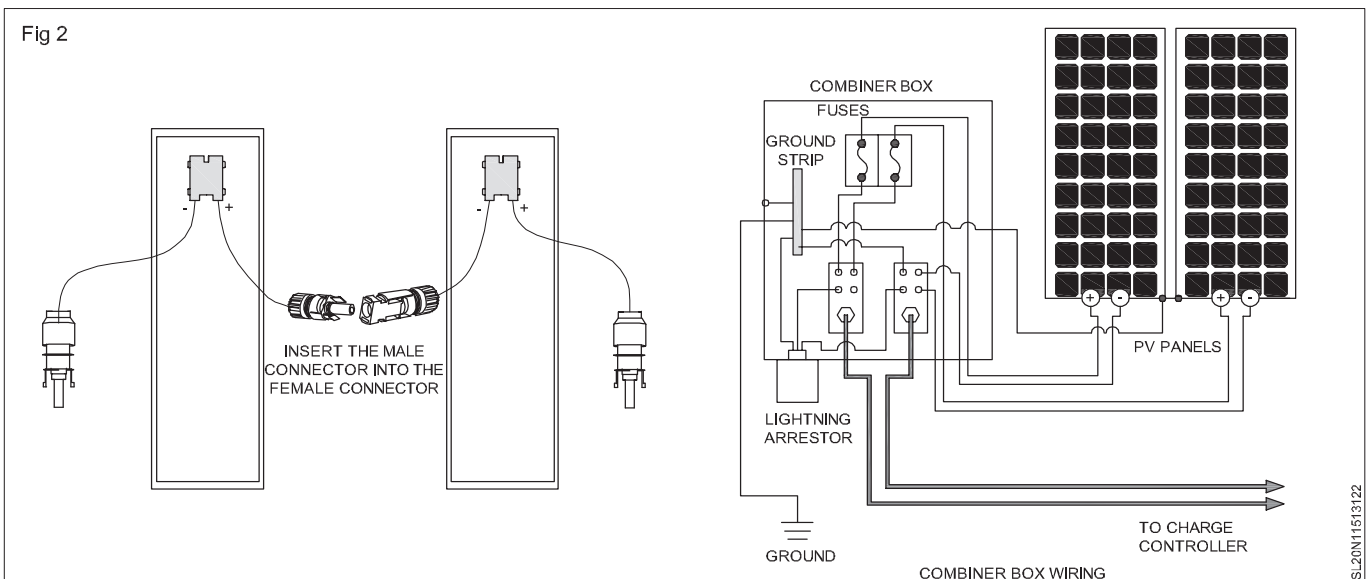 Fig 2
-
+
-
+
INSERT THE MALE
CONNECTOR INTO THE
FEMALE CONNECTOR
COMBINER BOX
FUSES
GROUND
STRIP
+
-
+
-
PV PANELS
LIGHTNING
ARRESTOR
GROUND
TO CHARGE
CONTROLLER
COMBINER BOX WIRING
SL20N11513122